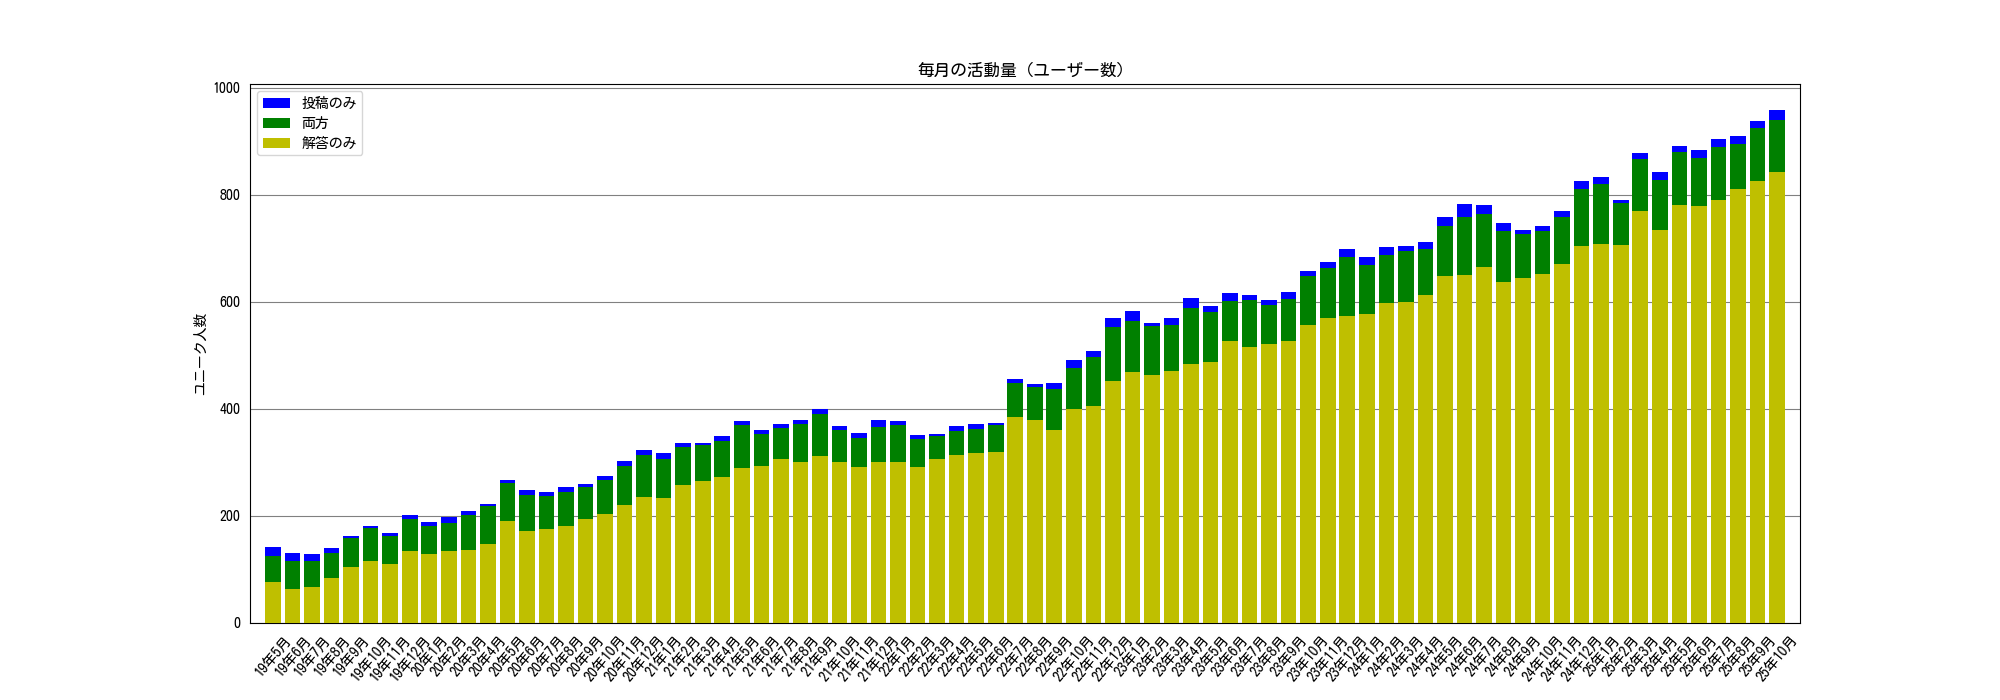 毎月の活動量（ユーザー数）
1000
800
600
400
200
0
ユニーク人数
投稿のみ
両方
解答のみ
19年5月
19年6月
19年7月
19年8月
19年9月
19年10月
19年11月
19年12月
20年1月
20年2月
20年3月
20年4月
20年5月
20年6月
20年7月
20年8月
20年9月
20年10月
20年11月
20年12月
21年1月
21年2月
21年3月
21年4月
21年5月
21年6月
21年7月
21年8月
21年9月
21年10月
21年11月
21年12月
22年1月
22年2月
22年3月
22年4月
22年5月
22年6月
22年7月
22年8月
22年9月
22年10月
22年11月
22年12月
23年1月
23年2月
23年3月
23年4月
23年5月
23年6月
23年7月
23年8月
23年9月
23年10月
23年11月
23年12月
24年1月
24年2月
24年3月
24年4月
24年5月
24年6月
24年7月
24年8月
24年9月
24年10月
24年11月
24年12月
25年1月
25年2月
25年3月
25年4月
25年5月
25年6月
25年7月
25年8月
25年9月
25年10月